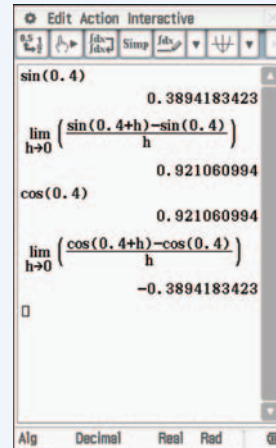 Edit Action Interactive
Simp
sin(0.4)
0.3894183423
lim h→0 (sin(0.4+h)-sin(0.4) / h)
0.921060994
cos(0.4)
0.921060994
lim h→0 (cos(0.4+h)-cos(0.4) / h)
-0.3894183423
Alg Decimal Real Rad